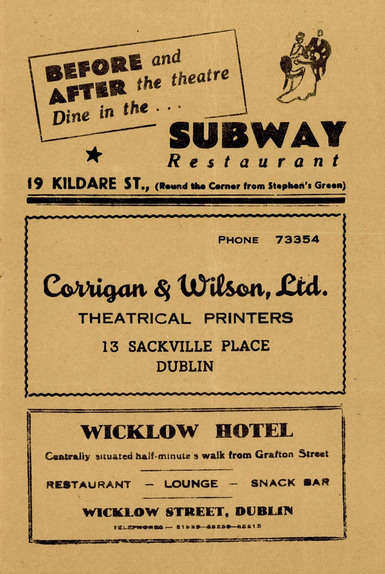 BEFORE and
AFTER the theatre
Dine in the . . .
SUBWAY
Restaurant
19 KILDARE ST., (Round the Corner from Stephen's Green)
PHONE 73354
Corrigan & Wilson, Ltd.
THEATRICAL PRINTERS
13 SACKVILLE PLACE
DUBLIN
WICKLOW HOTEL
Centrally situated half-minute's walk from Grafton Street
RESTAURANT – LOUNGE – SNACK BAR
WICKLOW STREET, DUBLIN
TELEPHONES